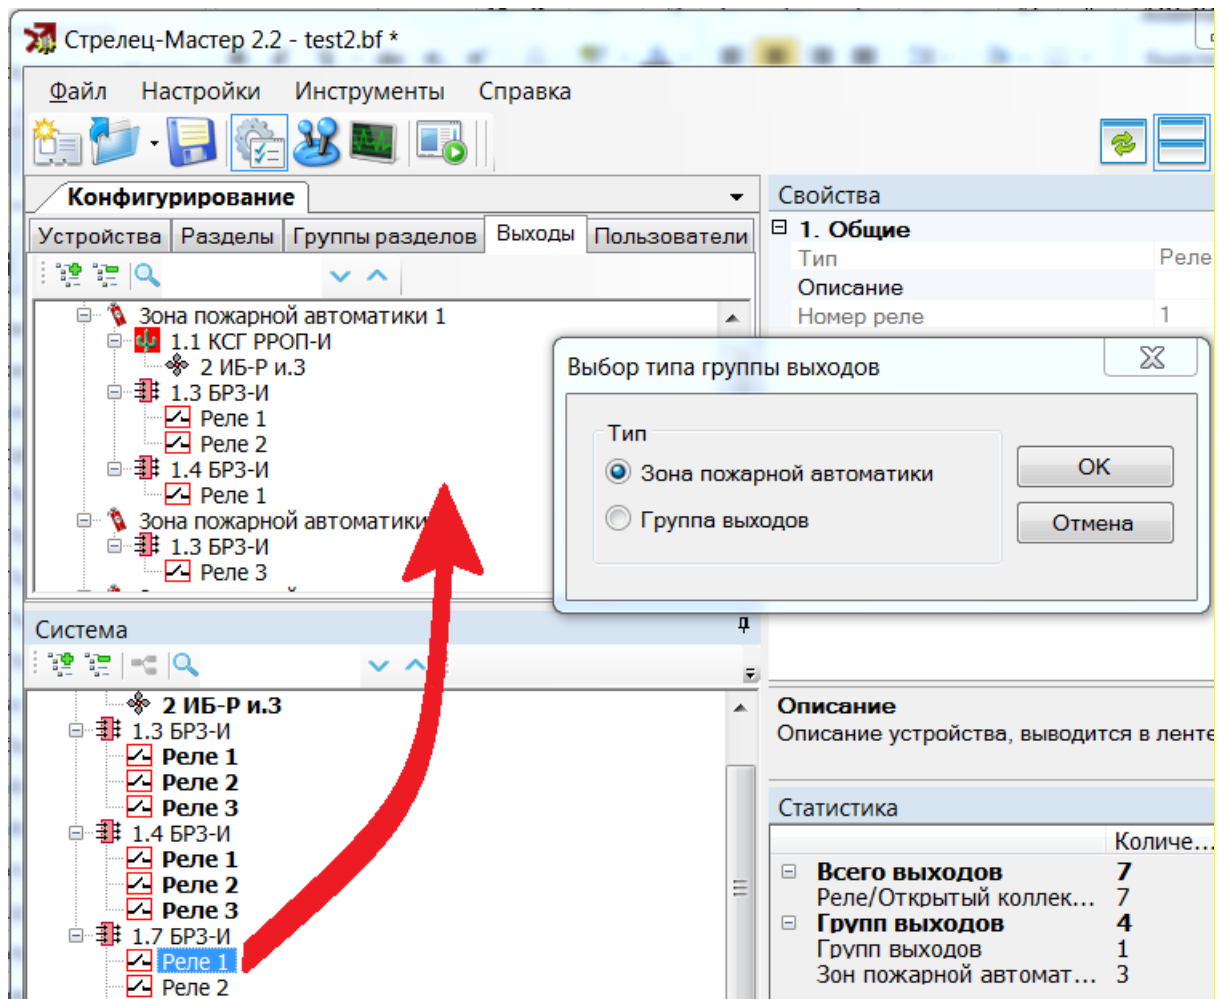 Стрелец-Мастер 2.2 - test2.bf *
Файл Настройки Инструменты Справка
Конфигурирование
Устройства Разделы Группы разделов Выходы Пользователи
Зона пожарной автоматики 1
1.1 КСГ РРОП-И
2 ИБ-Р и.3
1.3 БРЗ-И
Реле 1
Реле 2
1.4 БРЗ-И
Реле 1
Зона пожарной автоматики
1.3 БРЗ-И
Реле 3
Свойства
1. Общие
Тип Реле
Описание
Номер реле 1
Выбор типа группы выходов
Тип
Зона пожарной автоматики
Группа выходов
ОК
Отмена
Система
2 ИБ-Р и.3
1.3 БРЗ-И
Реле 1
Реле 2
Реле 3
1.4 БРЗ-И
Реле 1
Реле 2
Реле 3
1.7 БРЗ-И
Реле 1
Реле 2
Описание
Описание устройства, выводится в ленте
Статистика
Количе...
Всего выходов 7
Реле/Открытый коллек... 7
Групп выходов 4
Групп выходов 1
Зон пожарной автомат... 3